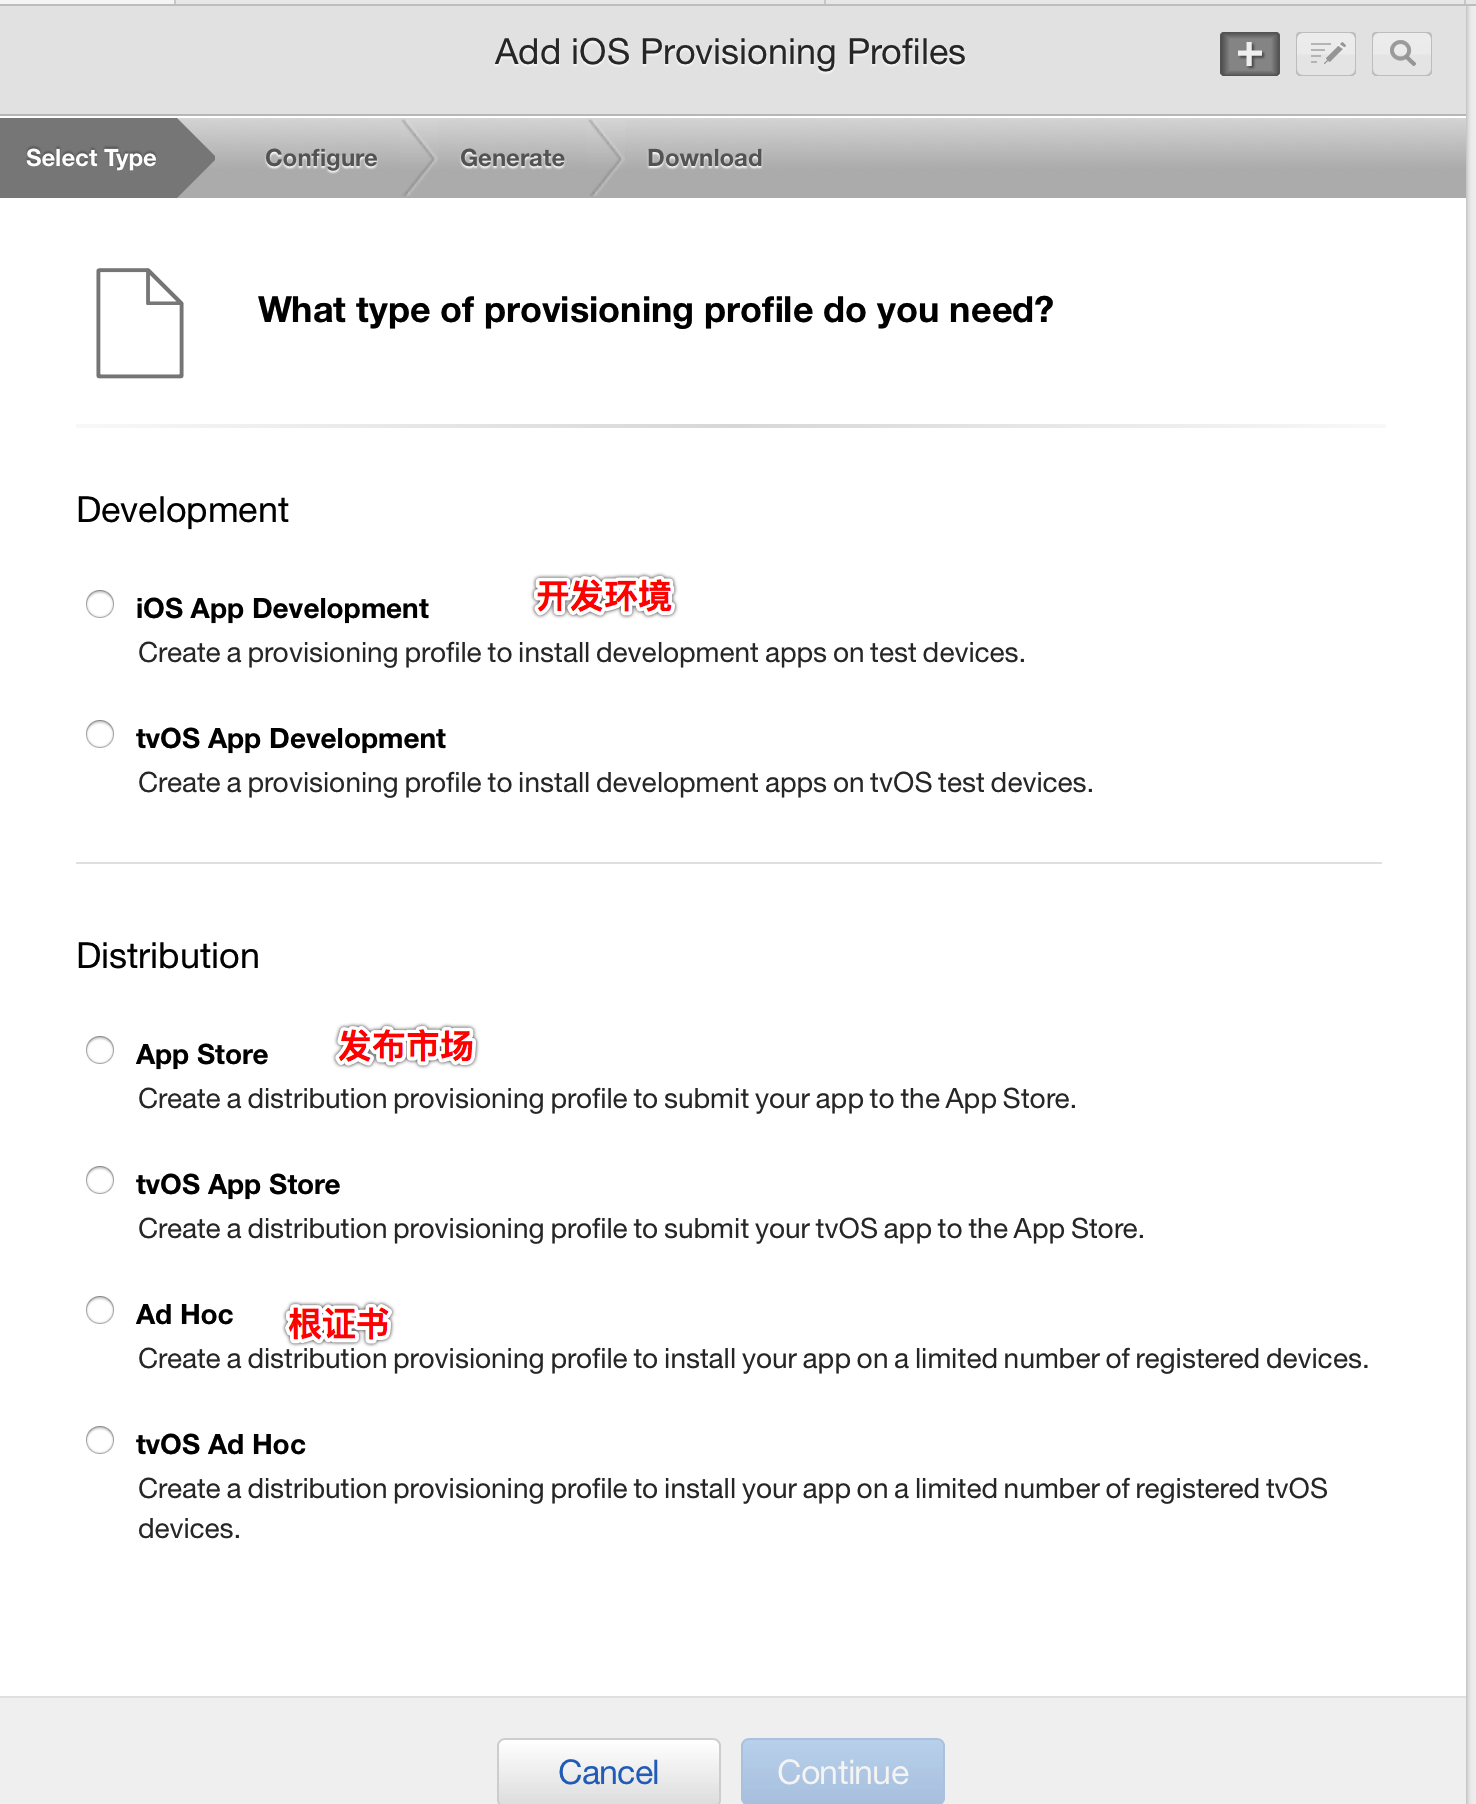 Add iOS Provisioning Profiles
Select Type
Configure
Generate
Download
What type of provisioning profile do you need?
Development
iOS App Development
开发环境
Create a provisioning profile to install development apps on test devices.
tvOS App Development
Create a provisioning profile to install development apps on tvOS test devices.
Distribution
App Store
发布市场
Create a distribution provisioning profile to submit your app to the App Store.
tvOS App Store
Create a distribution provisioning profile to submit your tvOS app to the App Store.
Ad Hoc
根证书
Create a distribution provisioning profile to install your app on a limited number of registered devices.
tvOS Ad Hoc
Create a distribution provisioning profile to install your app on a limited number of registered tvOS
devices.
Cancel
Continue